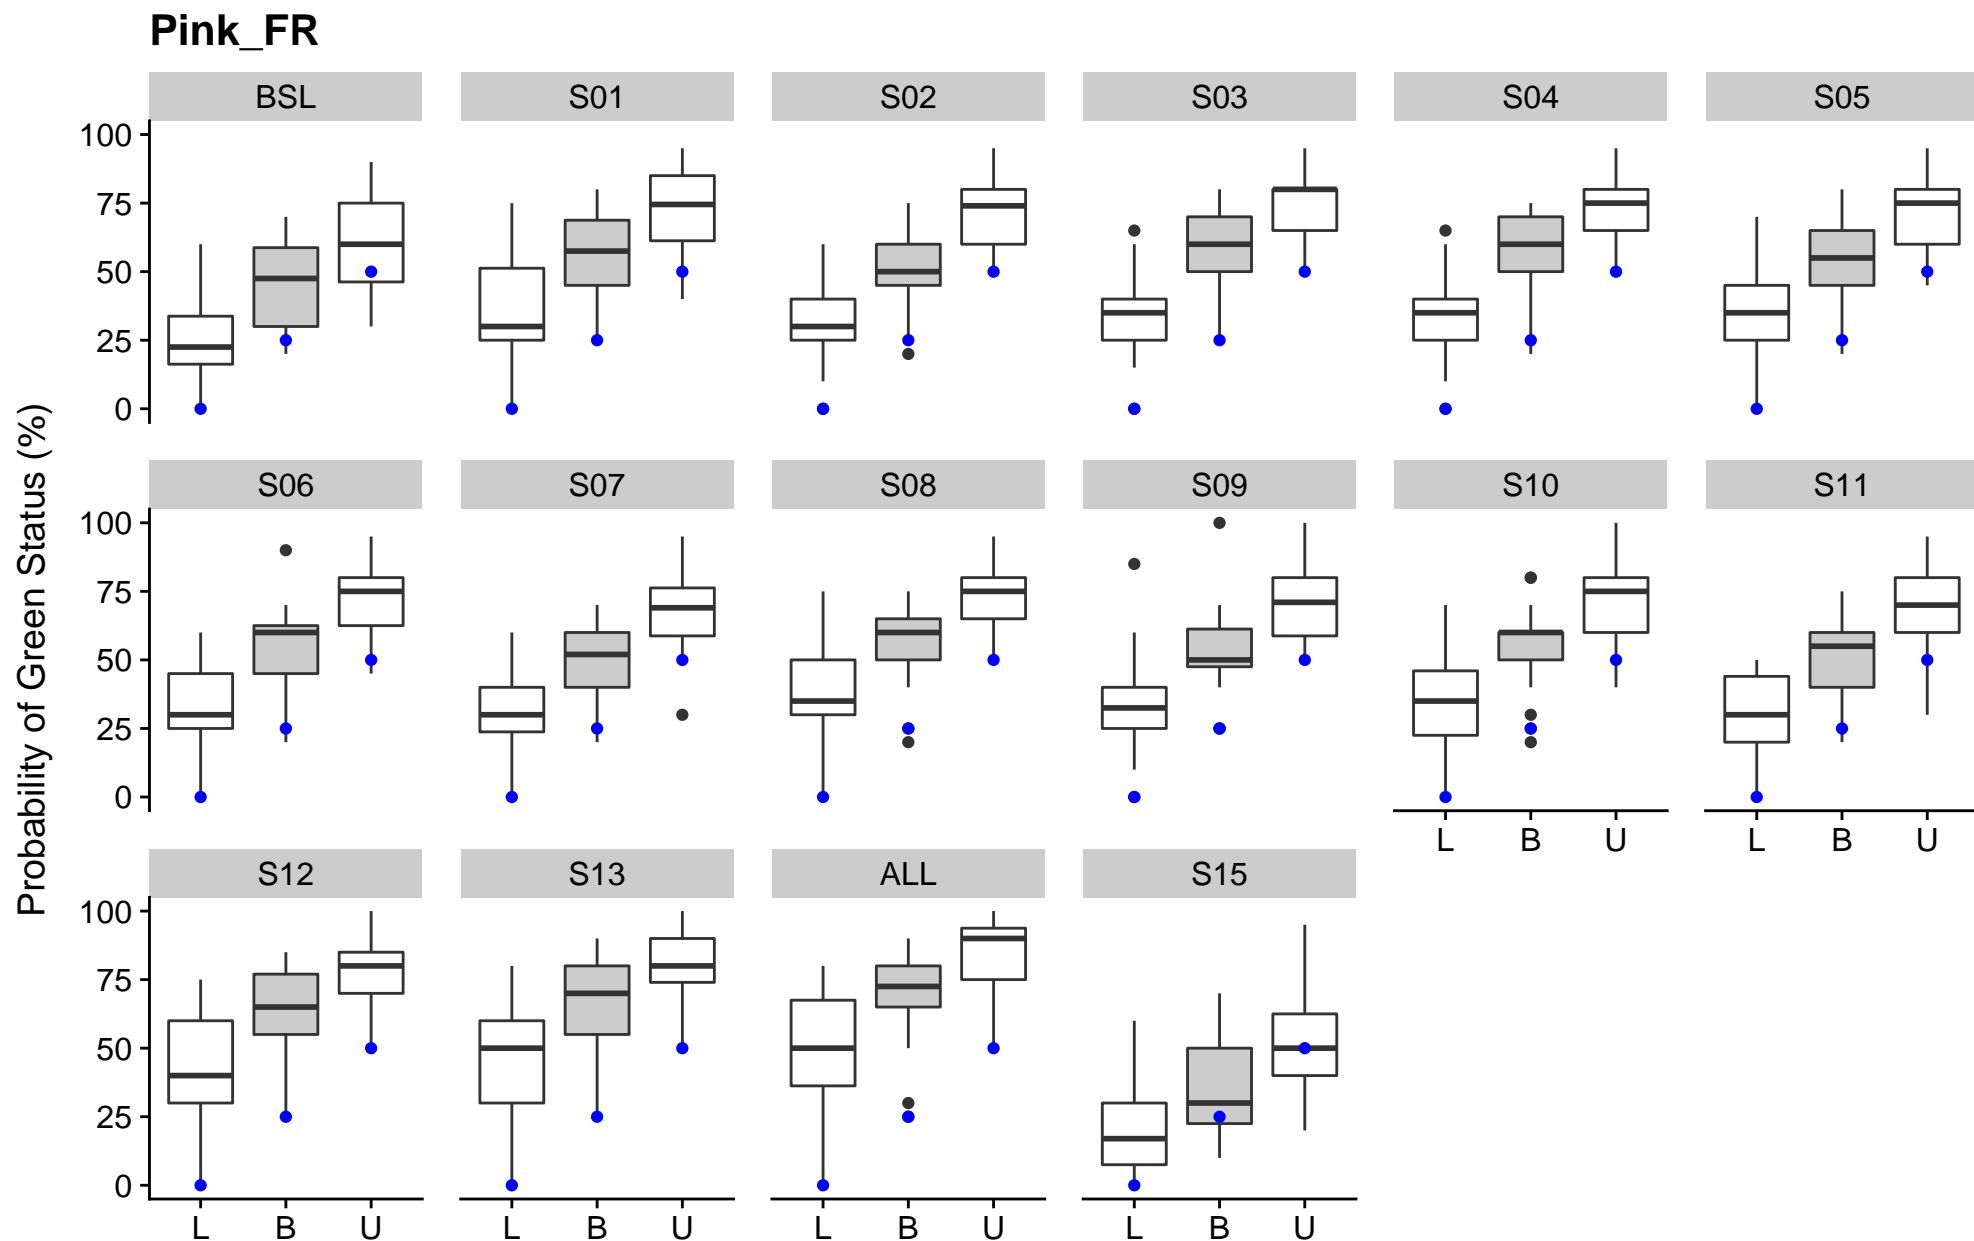 Pink_FR
BSL S01 S02 S03 S04 S05
100
75
50
25
0
S06 S07 S08 S09 S10 S11
100
75
50
25
0
L B U L B U
S12 S13 ALL S15
100
75
50
25
0
L B U L B U L B U L B U
Probability of Green Status (%)